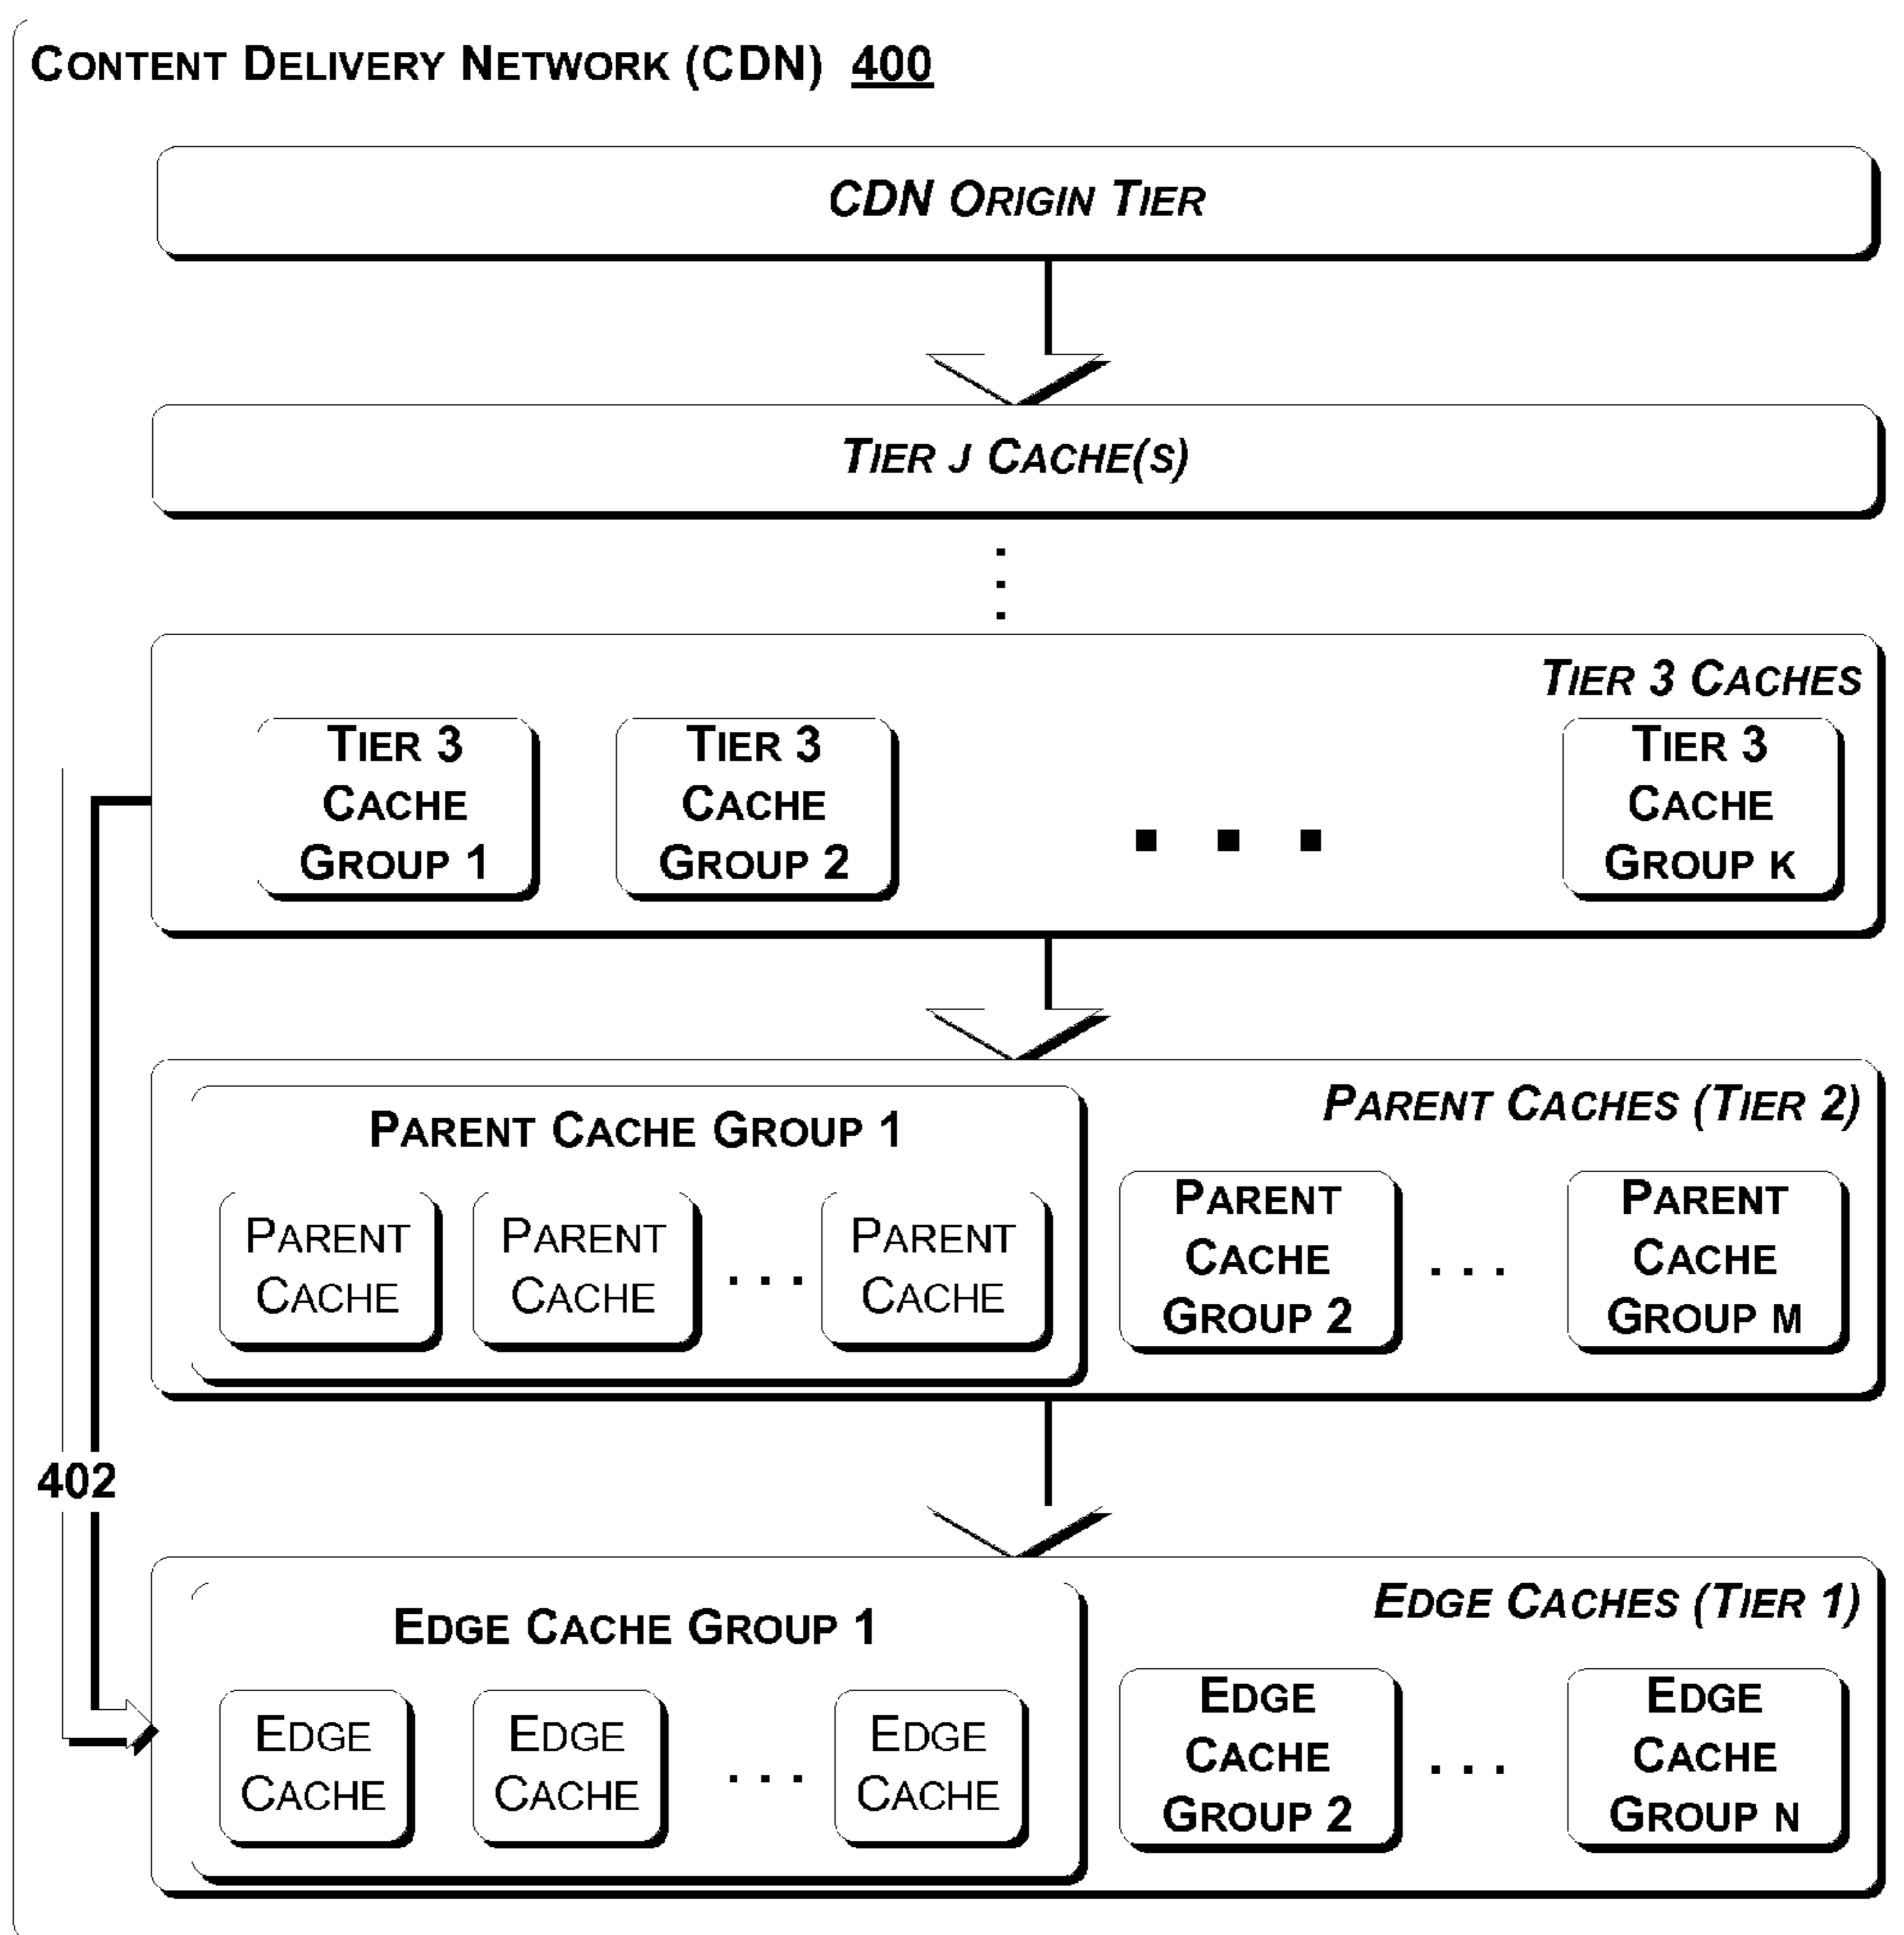 CONTENT DELIVERY NETWORK (CDN) 400
CDN ORIGIN TIER
TIER J CACHE(S)
TIER 3 CACHES
TIER 3
CACHE
GROUP 1
TIER 3
CACHE
GROUP 2
. . .
TIER 3
CACHE
GROUP K
PARENT CACHES (TIER 2)
PARENT CACHE GROUP 1
PARENT
CACHE
PARENT
CACHE
. . .
PARENT
CACHE
PARENT
CACHE
GROUP 2
. . .
PARENT
CACHE
GROUP M
402
EDGE CACHES (TIER 1)
EDGE CACHE GROUP 1
EDGE
CACHE
EDGE
CACHE
. . .
EDGE
CACHE
EDGE
CACHE
GROUP 2
. . .
EDGE
CACHE
GROUP N